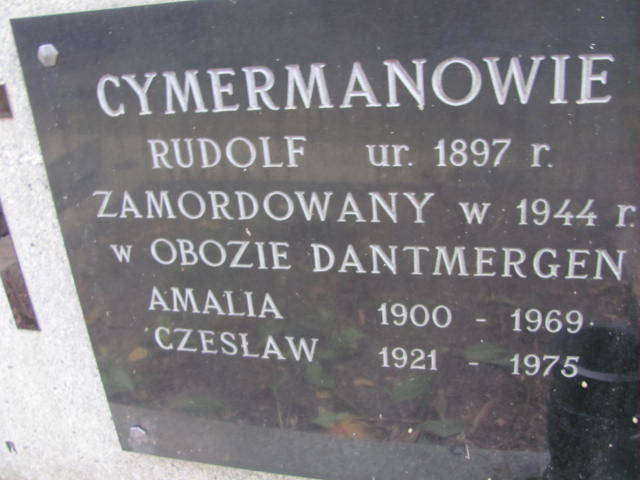 CYMERMANOWIE
RUDOLF ur. 1897 r.
ZAMORDOWANY w 1944 r.
w OBOZIE DANTMERGEN
AMALIA 1900 - 1969
CZESŁAW 1921 - 1975